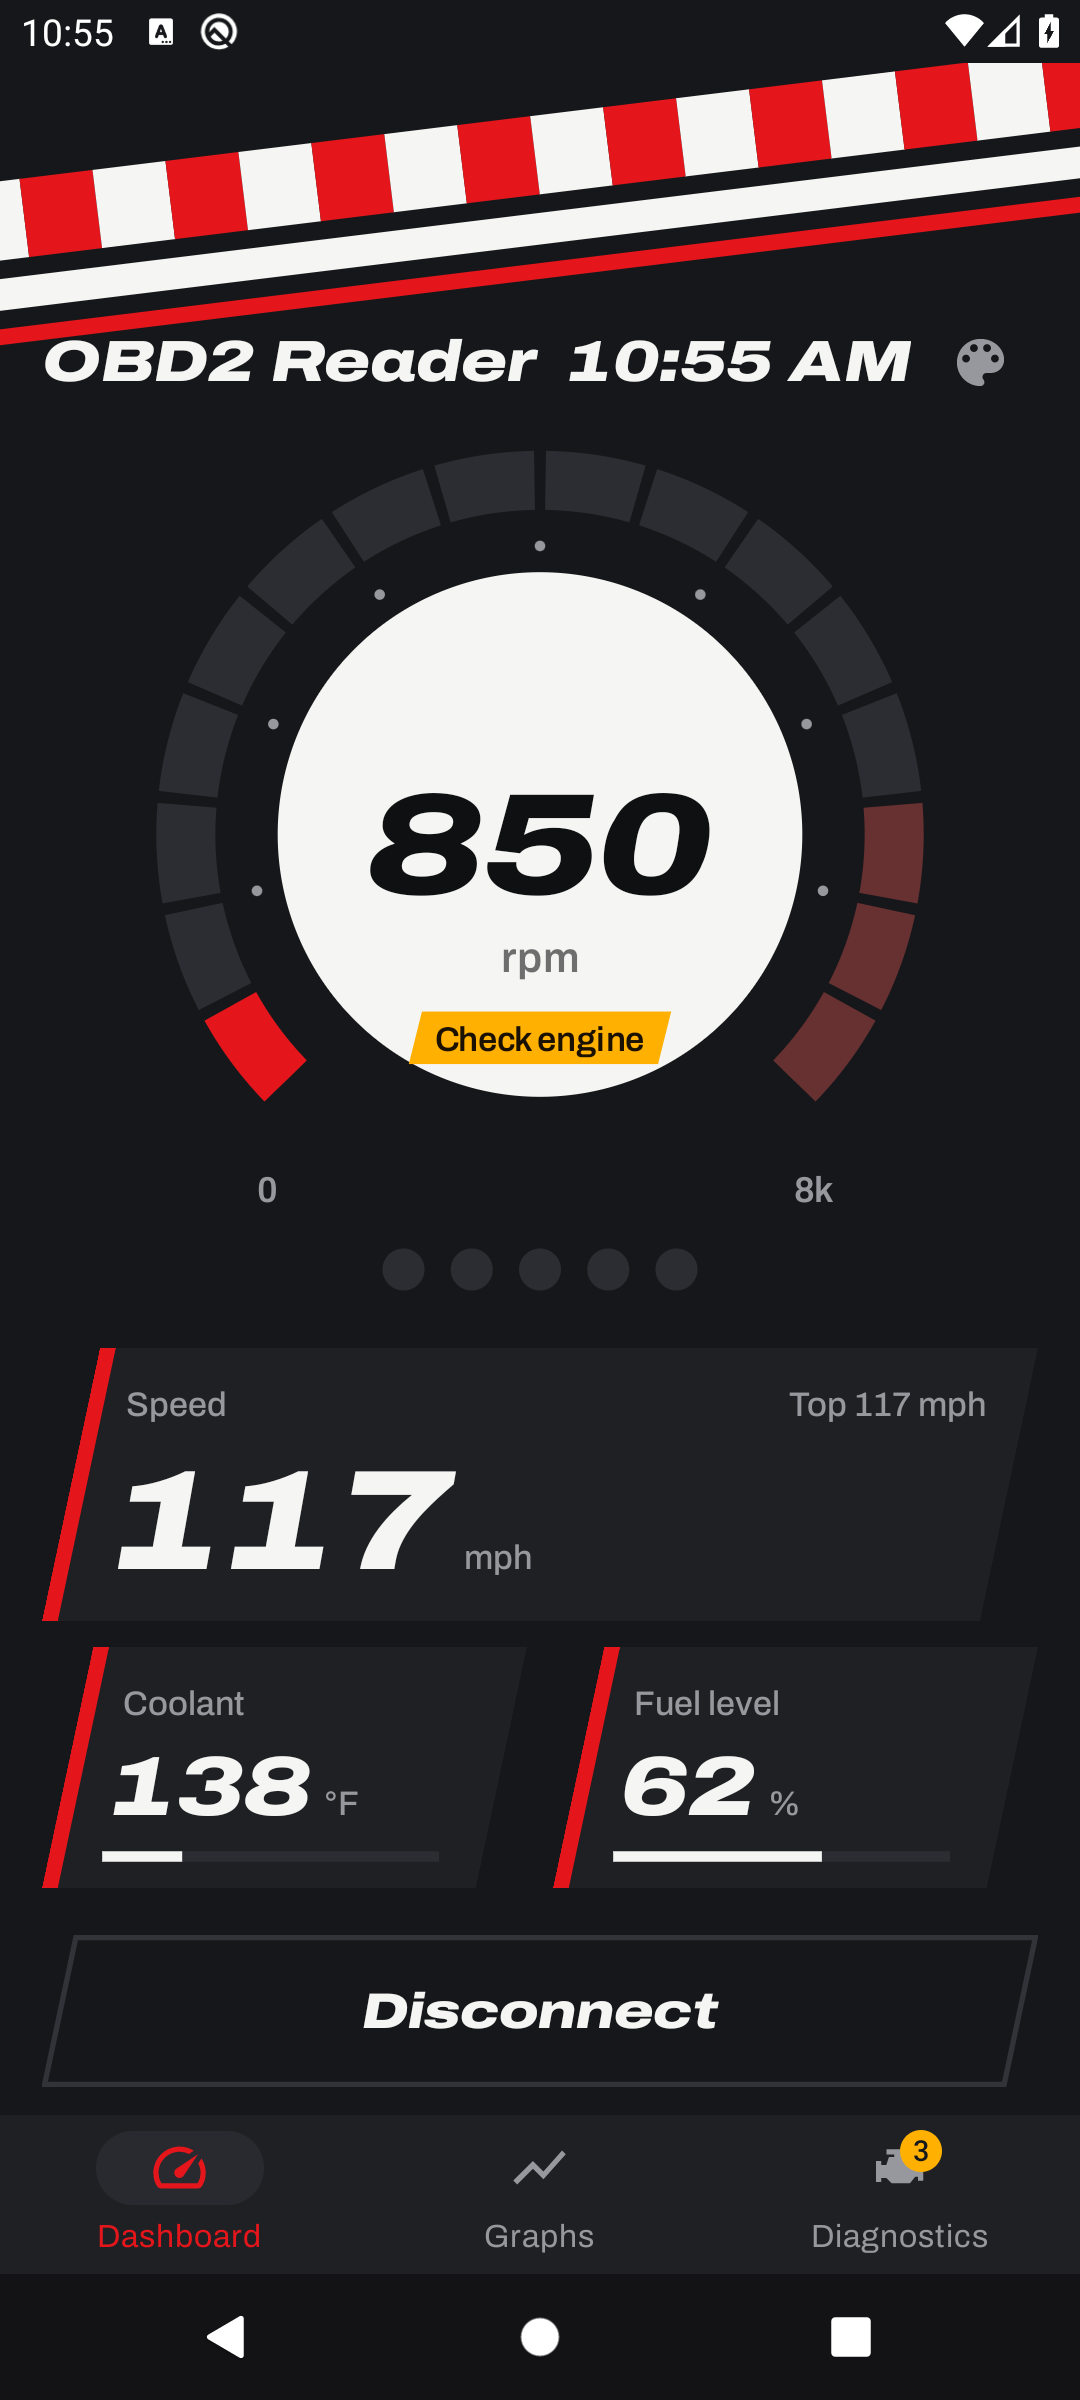 10:55
OBD2 Reader 10:55 AM
850
rpm
Check engine
0 8k
Speed Top 117 mph
117 mph
Coolant Fuel level
138 °F 62 %
Disconnect
3
Dashboard Graphs Diagnostics